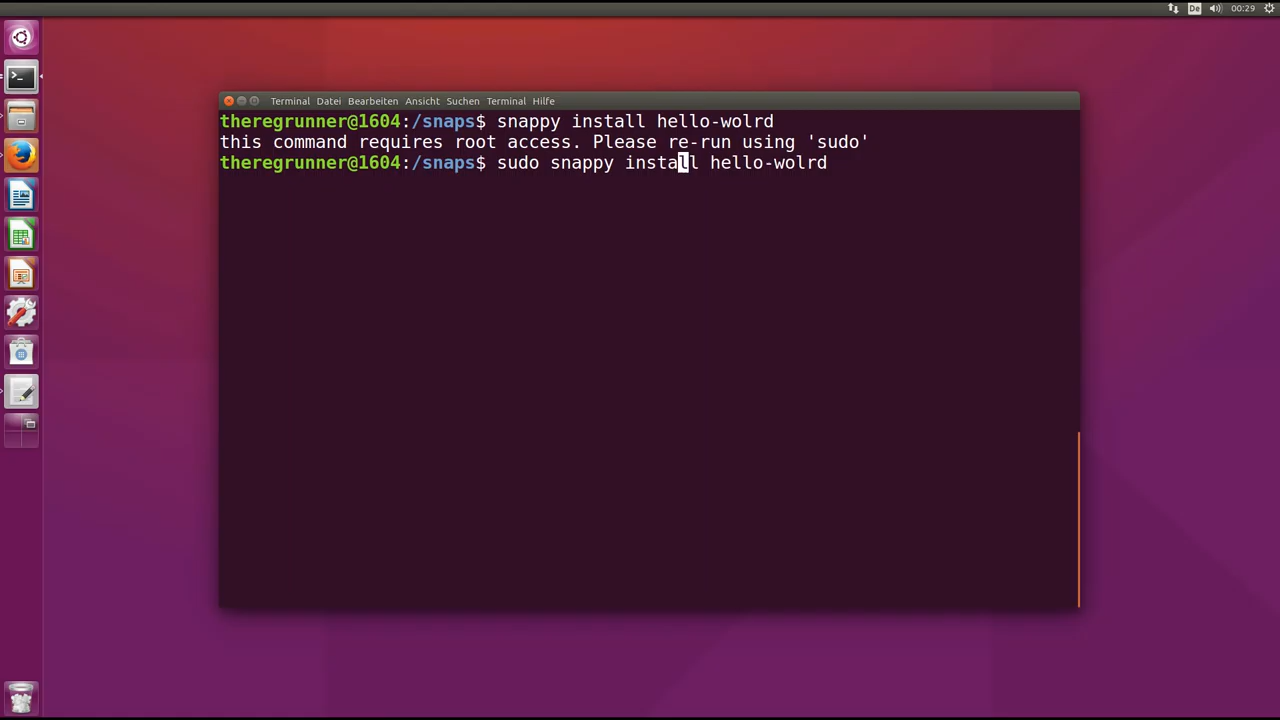 De 00:29
Terminal Datei Bearbeiten Ansicht Suchen Terminal Hilfe
theregrunner@1604:/snaps$ snappy install hello-wolrd
this command requires root access. Please re-run using 'sudo'
theregrunner@1604:/snaps$ sudo snappy install hello-wolrd